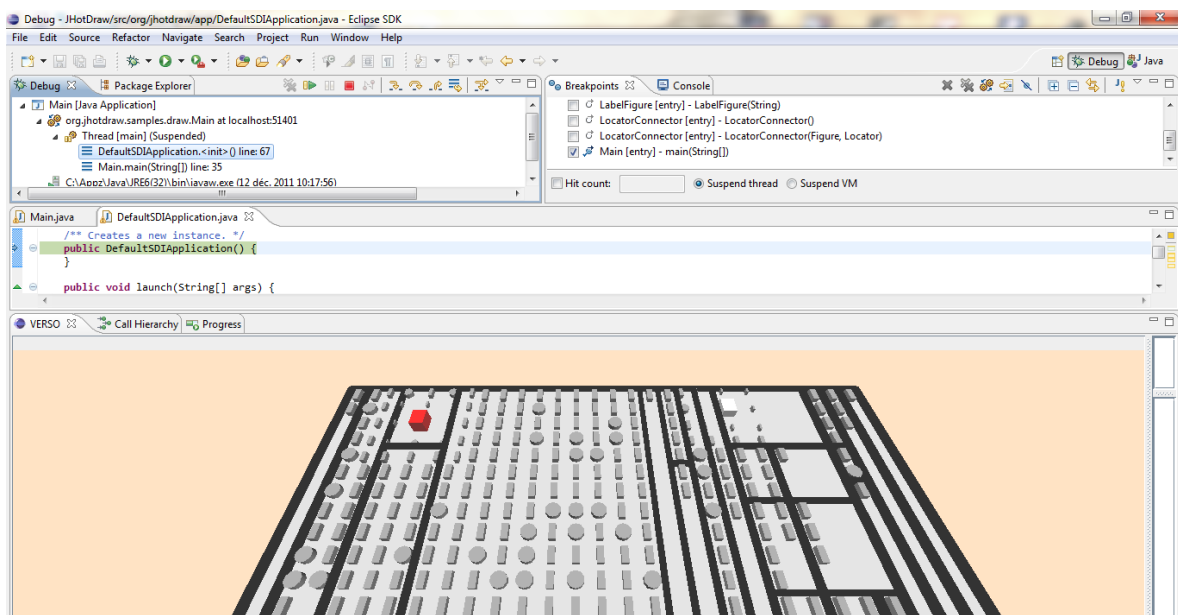 Debug - JHotDraw/src/org/jhotdraw/app/DefaultSDIApplication.java - Eclipse SDK
File Edit Source Refactor Navigate Search Project Run Window Help
Debug Java
Debug Package Explorer
Main [Java Application]
org.jhotdraw.samples.draw.Main at localhost:51401
Thread [main] (Suspended)
DefaultSDIApplication.<init>() line: 67
Main.main(String[]) line: 35
C:\Appz\Java\JRE6(32)\bin\javaw.exe (12 déc. 2011 10:17:56)
Breakpoints Console
LabelFigure [entry] - LabelFigure(String)
LocatorConnector [entry] - LocatorConnector()
LocatorConnector [entry] - LocatorConnector(Figure, Locator)
Main [entry] - main(String[])
Hit count: Suspend thread Suspend VM
Main.java DefaultSDIApplication.java
/** Creates a new instance. */
public DefaultSDIApplication() {
}
public void launch(String[] args) {
VERSO Call Hierarchy Progress